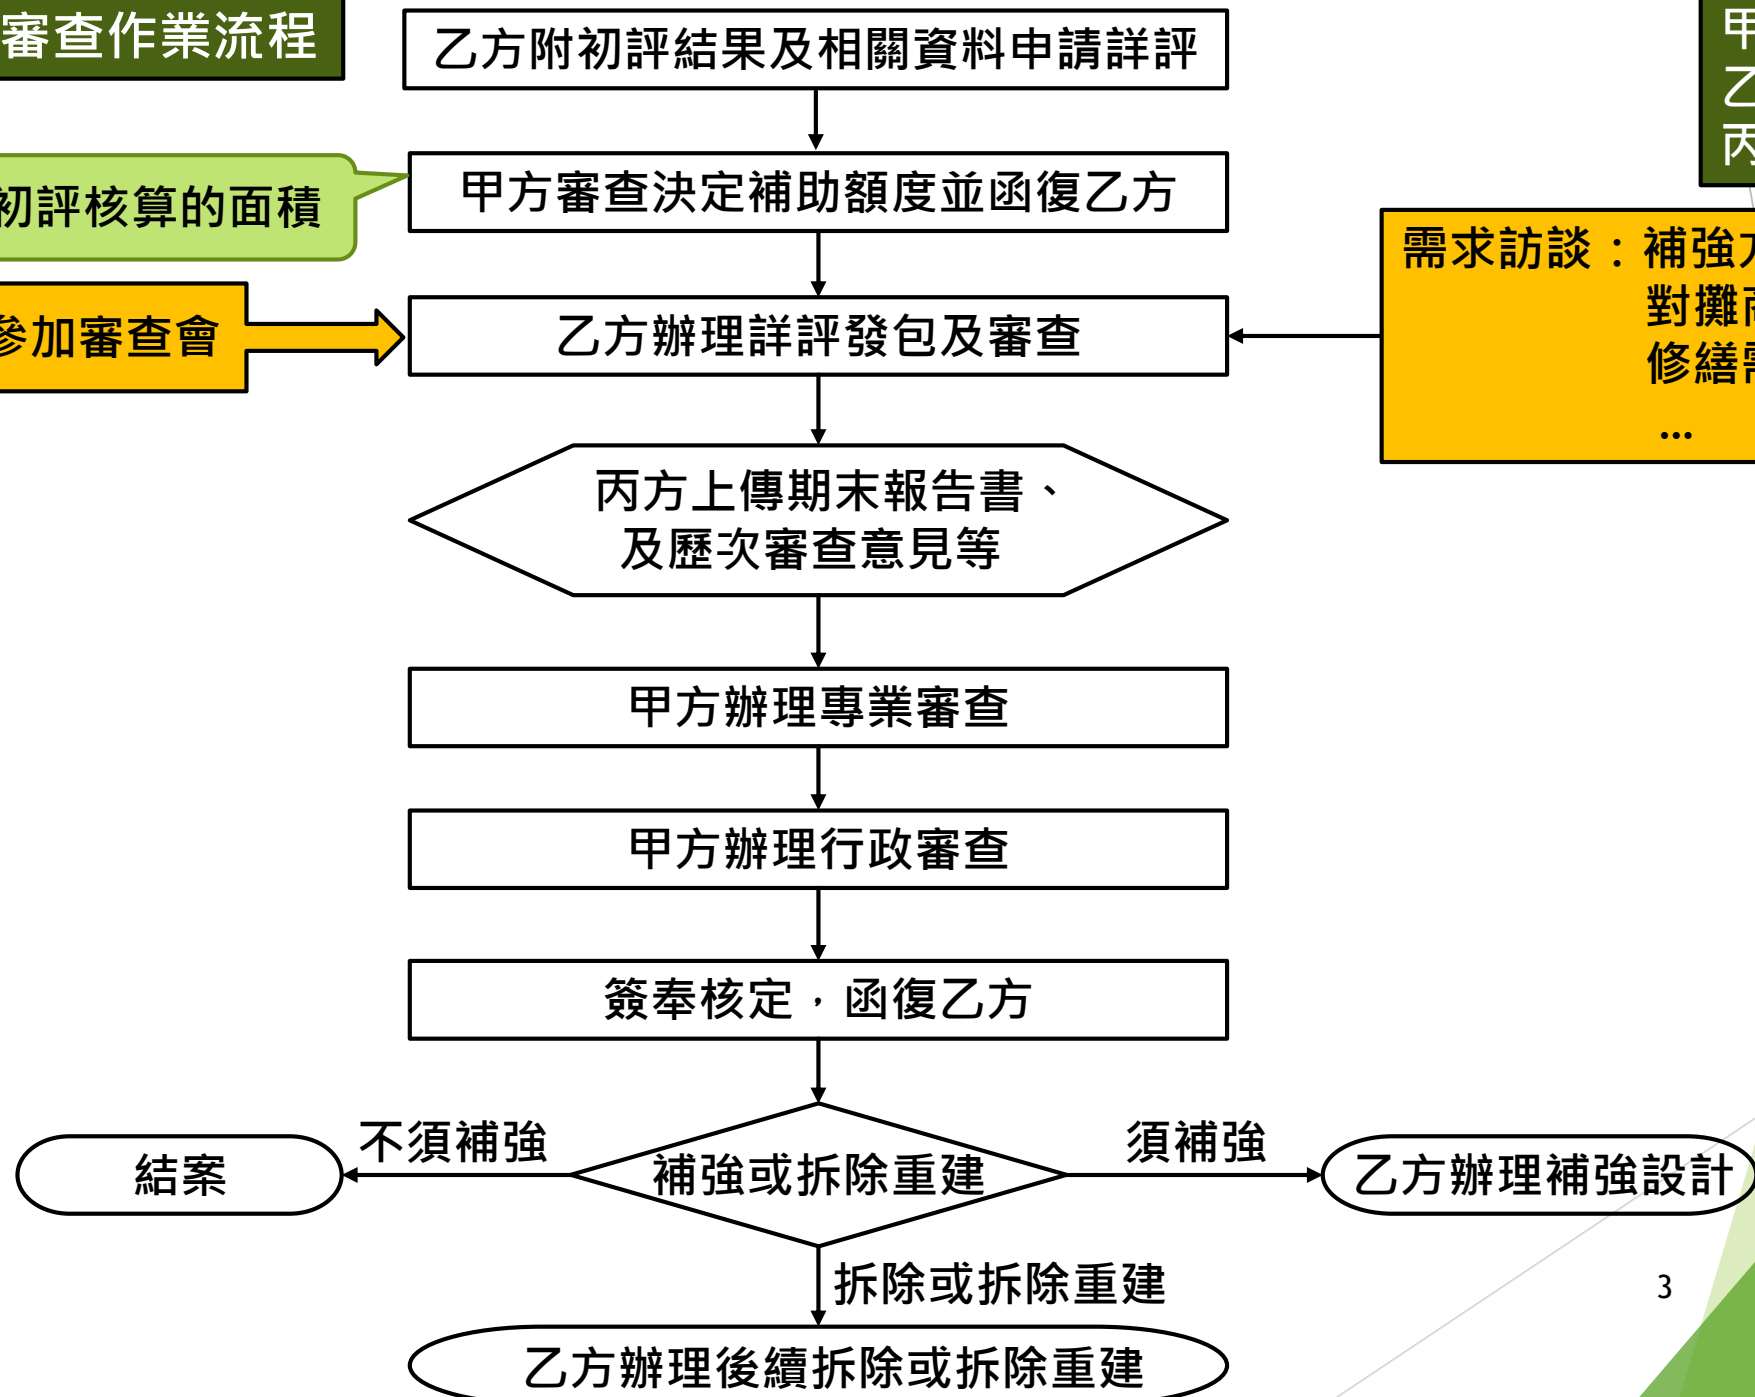 審查作業流程
乙方附初評結果及相關資料申請詳評
甲
乙
丙
初評核算的面積
甲方審查決定補助額度並函復乙方
需求訪談：補強方
對攤商
修繕需
...
參加審查會
乙方辦理詳評發包及審查
丙方上傳期末報告書、
及歷次審查意見等
甲方辦理專業審查
甲方辦理行政審查
簽奉核定，函復乙方
不須補強
須補強
結案
補強或拆除重建
乙方辦理補強設計
拆除或拆除重建
3
乙方辦理後續拆除或拆除重建